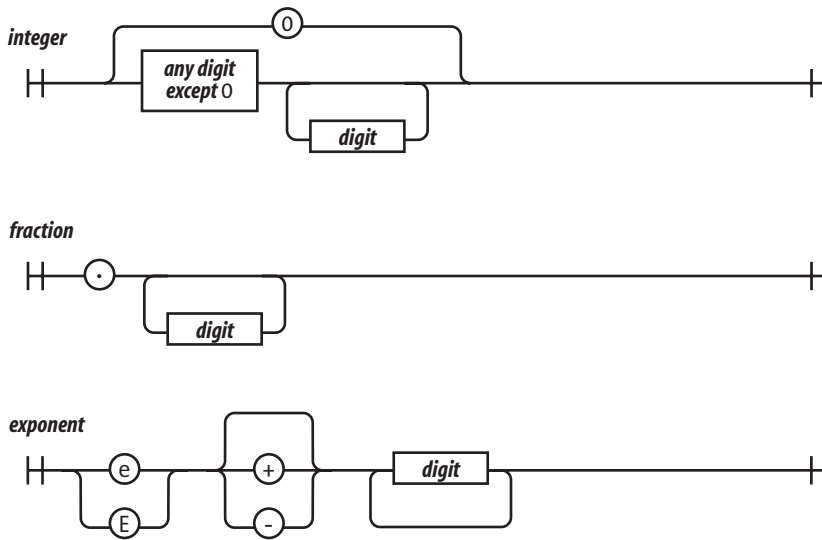 0
integer
any digit
except 0
digit
fraction
.
digit
exponent
e
+
digit
E
-